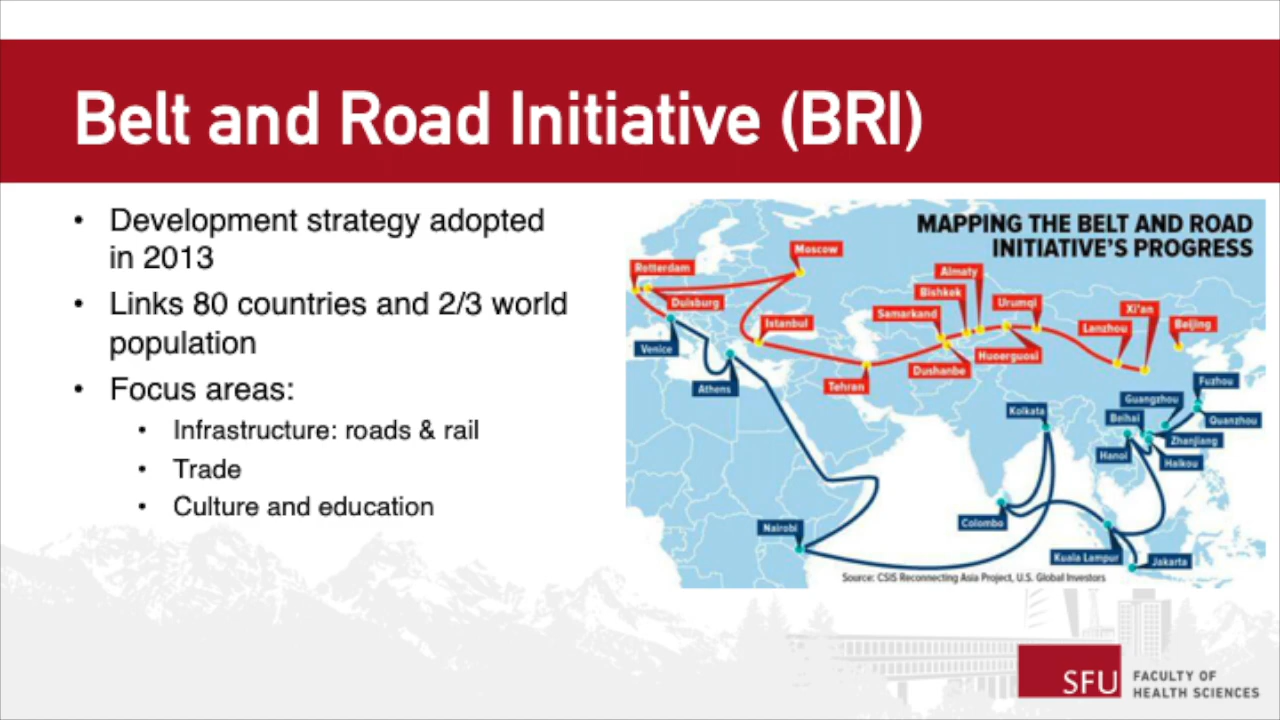 Belt and Road Initiative (BRI)
• Development strategy adopted
in 2013
• Links 80 countries and 2/3 world
population
• Focus areas:
• Infrastructure: roads & rail
• Trade
• Culture and education
MAPPING THE BELT AND ROAD
INITIATIVE'S PROGRESS
Moscow
Rotterdam
Duisburg
Istanbul
Venice
Athens
Tehran
Samarkand
Bishkek
Almaty
Dushanbe
Urumqi
Huoerguosi
Lanzhou
Xi'an
Beijing
Fuzhou
Guangzhou
Quanzhou
Beihai
Zhanjiang
Hanoi
Haikou
Kolkata
Colombo
Nairobi
Kuala Lampur
Jakarta
Source: CSIS Reconnecting Asia Project, U.S. Global Investors
SFU
FACULTY OF
HEALTH SCIENCES